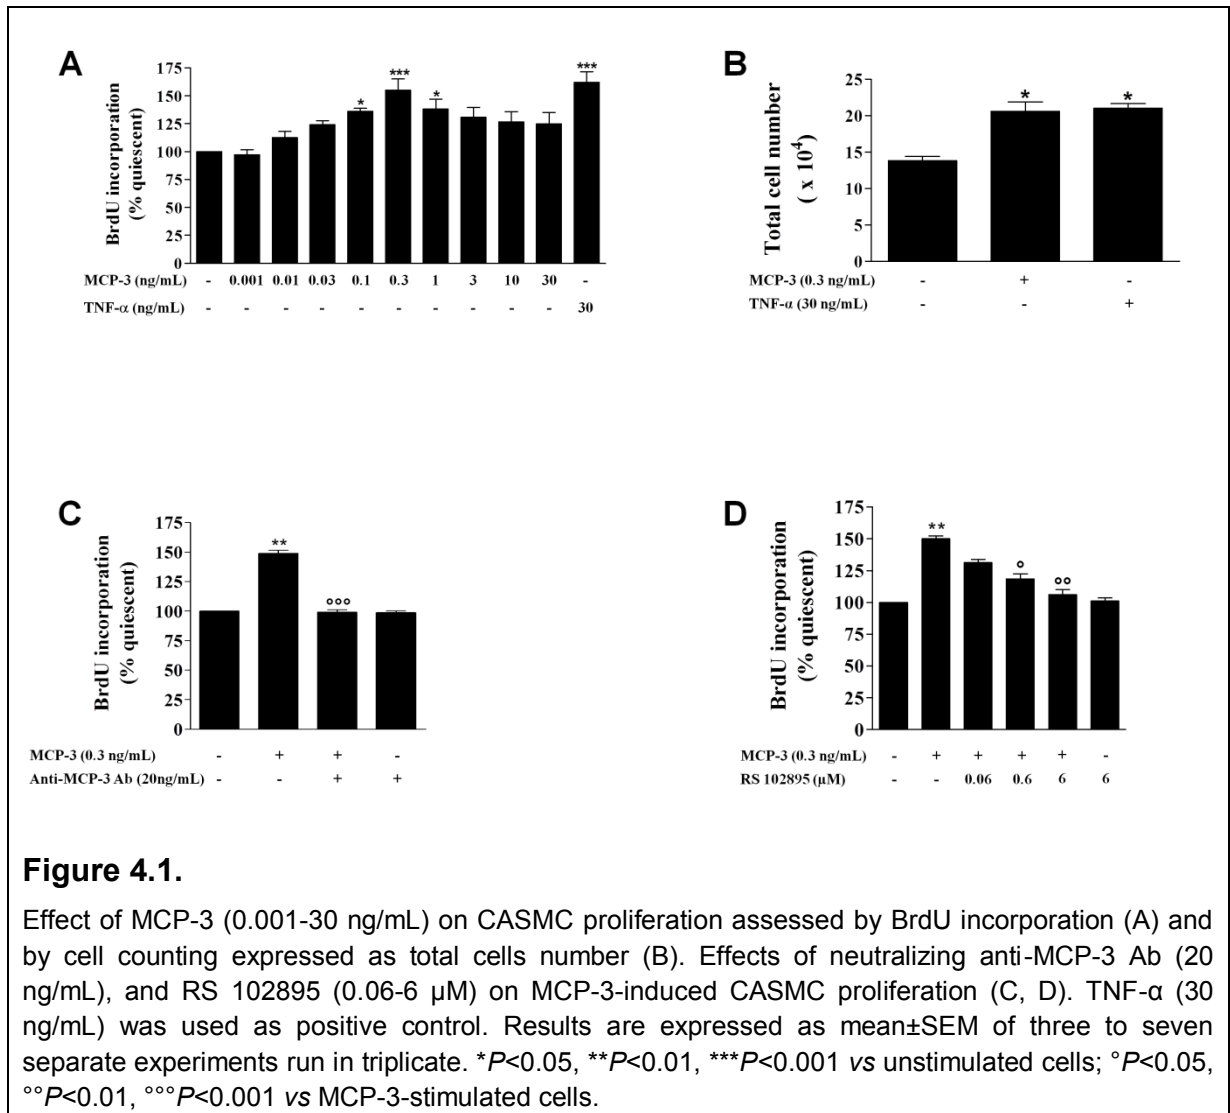 A
BrdU incorporation
(% quiescent)
175
150
125
100
75
50
25
0
*
***
*
***
MCP-3 (ng/mL) - 0.001 0.01 0.03 0.1 0.3 1 3 10 30 -
TNF-α (ng/mL) - - - - - - - - - - 30
B
Total cell number
( x 10⁴)
25
20
15
10
5
0
*
*
MCP-3 (0.3 ng/mL) - + -
TNF-α (30 ng/mL) - - +
C
BrdU incorporation
(% quiescent)
175
150
125
100
75
50
25
0
**
°°°
MCP-3 (0.3 ng/mL) - + + -
Anti-MCP-3 Ab (20ng/mL) - - + +
D
BrdU incorporation
(% quiescent)
175
150
125
100
75
50
25
0
**
°
°°
MCP-3 (0.3 ng/mL) - + + + + -
RS 102895 (µM) - - 0.06 0.6 6 6
Figure 4.1.
Effect of MCP-3 (0.001-30 ng/mL) on CASMC proliferation assessed by BrdU incorporation (A) and
by cell counting expressed as total cells number (B). Effects of neutralizing anti-MCP-3 Ab (20
ng/mL), and RS 102895 (0.06-6 µM) on MCP-3-induced CASMC proliferation (C, D). TNF-α (30
ng/mL) was used as positive control. Results are expressed as mean±SEM of three to seven
separate experiments run in triplicate. *P<0.05, **P<0.01, ***P<0.001 vs unstimulated cells; °P<0.05,
°°P<0.01, °°°P<0.001 vs MCP-3-stimulated cells.